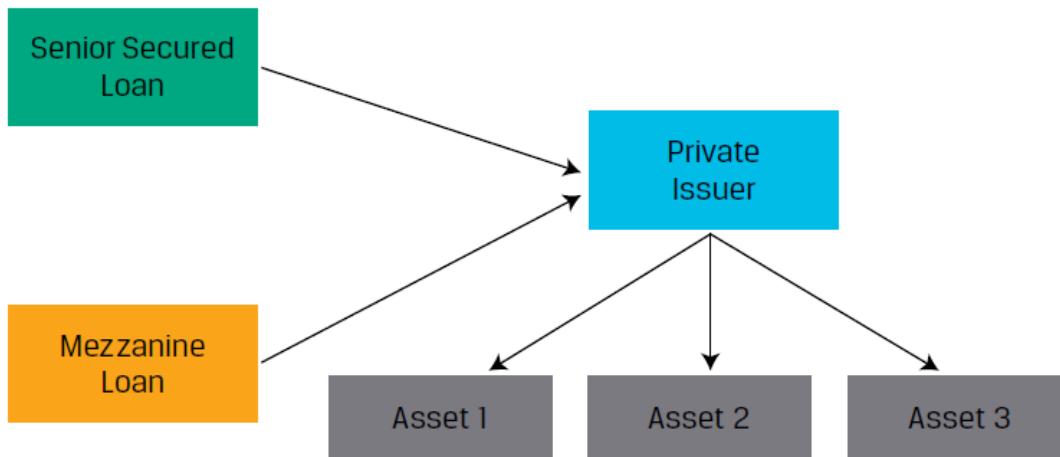 Senior Secured
Loan
Private
Issuer
Mezzanine
Loan
Asset 1
Asset 2
Asset 3